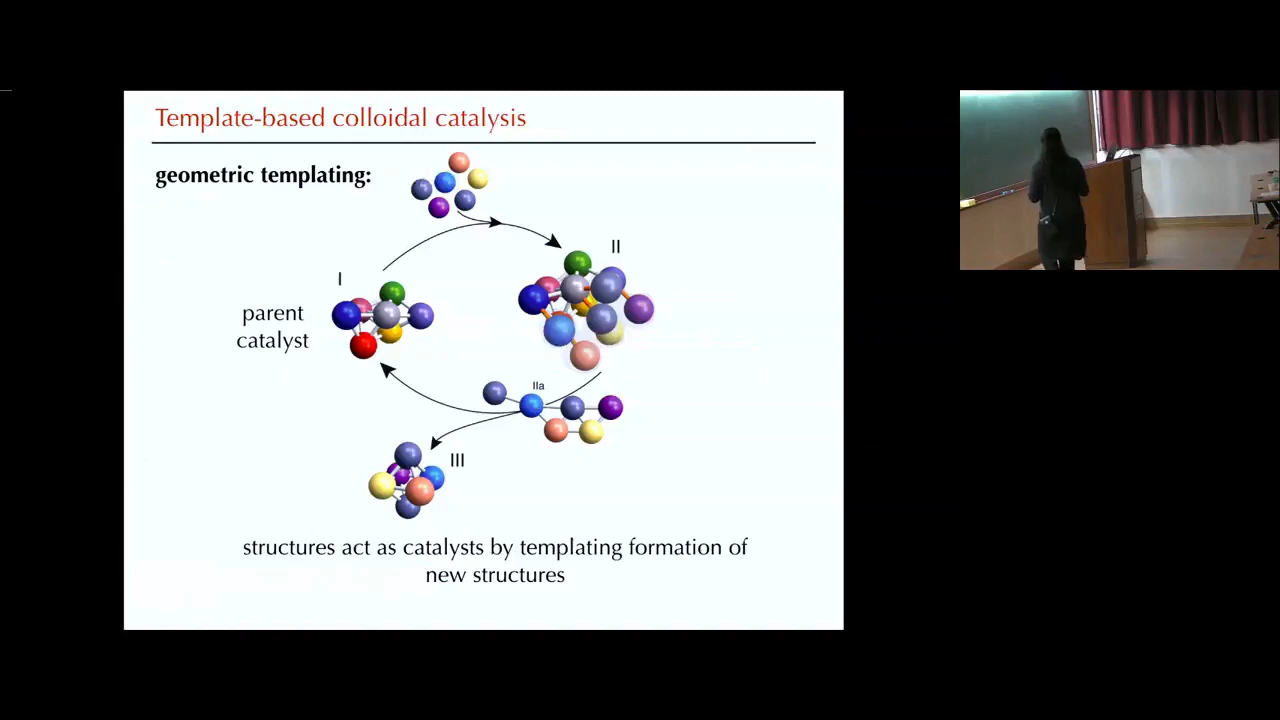 Template-based colloidal catalysis
geometric templating:
II
I
parent
catalyst
IIa
III
structures act as catalysts by templating formation of
new structures